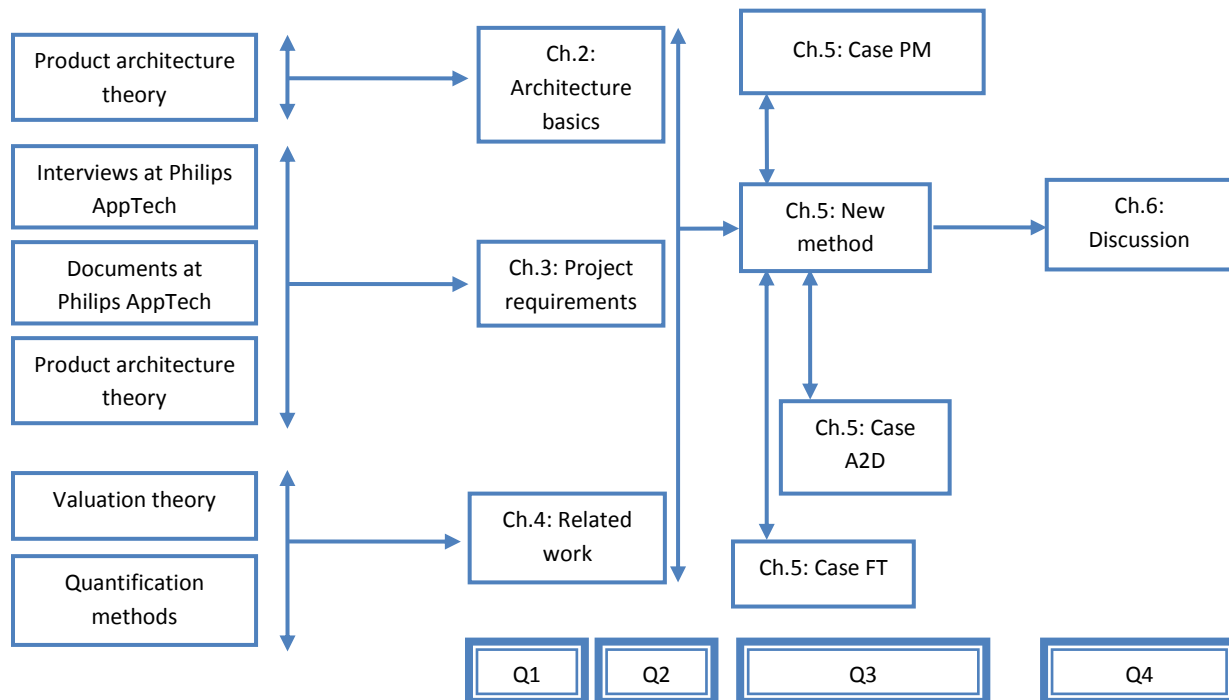 Product architecture
theory
Interviews at Philips
AppTech
Documents at
Philips AppTech
Product architecture
theory
Valuation theory
Quantification
methods
Ch.2:
Architecture
basics
Ch.3: Project
requirements
Ch.4: Related
work
Ch.5: Case PM
Ch.5: New
method
Ch.5: Case
A2D
Ch.5: Case FT
Ch.6:
Discussion
Q1
Q2
Q3
Q4